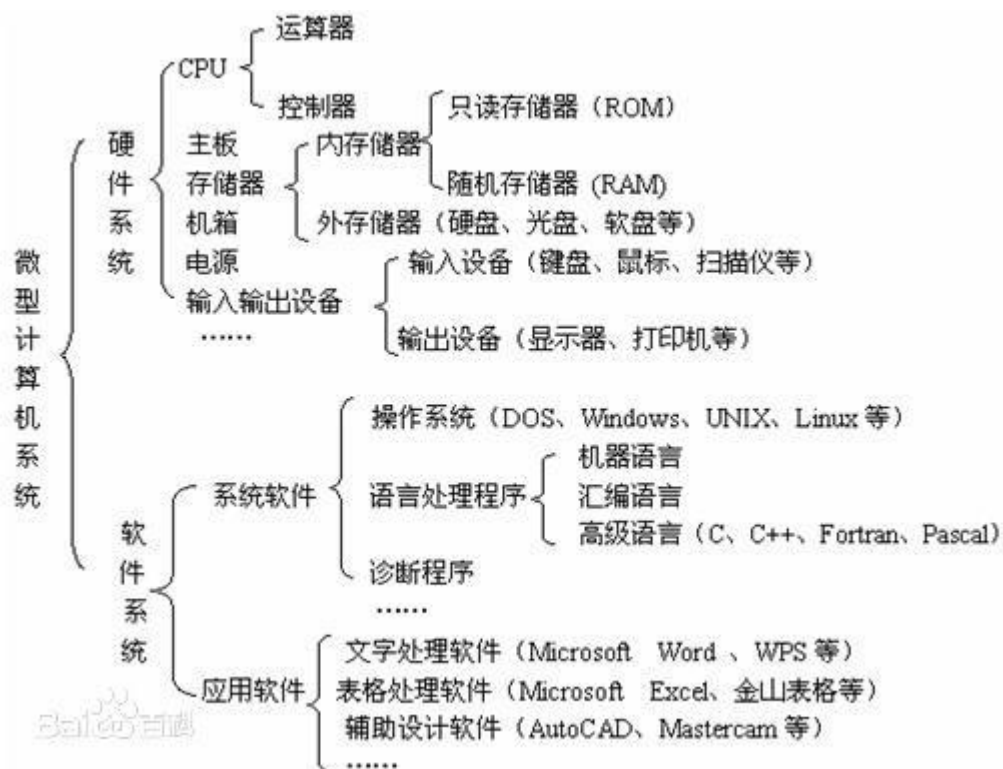 运算器
CPU
控制器
只读存储器（ROM）
硬件系统
主板
内存储器
存储器
随机存储器 (RAM)
机箱
外存储器（硬盘、光盘、软盘等）
微型计算机系统
电源
输入设备（键盘、鼠标、扫描仪等）
输入输出设备
……
输出设备（显示器、打印机等）
操作系统（DOS、Windows、UNIX、Linux 等）
机器语言
系统软件
语言处理程序
汇编语言
高级语言（C、C++、Fortran、Pascal）
软件系统
诊断程序
……
文字处理软件（Microsoft Word 、WPS 等）
应用软件
表格处理软件（Microsoft Excel、金山表格等）
辅助设计软件（AutoCAD、Mastercam 等）
……
Bai百科